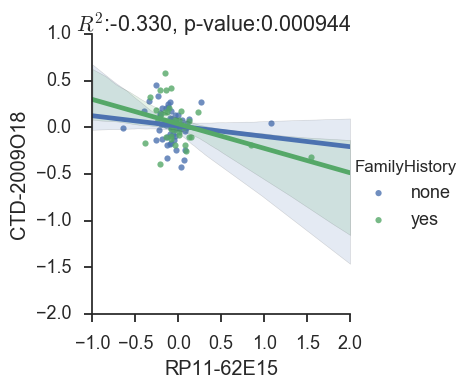 R²:-0.330, p-value:0.000944
1.0
0.5
0.0
−0.5
−1.0
−1.5
−2.0
CTD-2009O18
−1.0 −0.5 0.0 0.5 1.0 1.5 2.0
RP11-62E15
FamilyHistory
none
yes